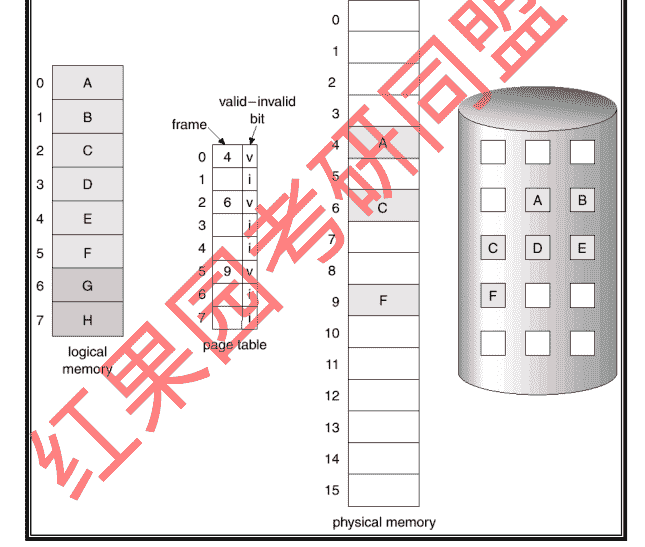 0 A
1 B
2 C
3 D
4 E
5 F
6 G
7 H
logical
memory
valid–invalid
bit
frame
0 4 v
1 i
2 6 v
3 i
4 i
5 9 v
6 i
7 i
page table
0
1
2
3
4 A
5
6 C
7
8
9 F
10
11
12
13
14
15
physical memory
A B
C D E
F
红果园考研同盟